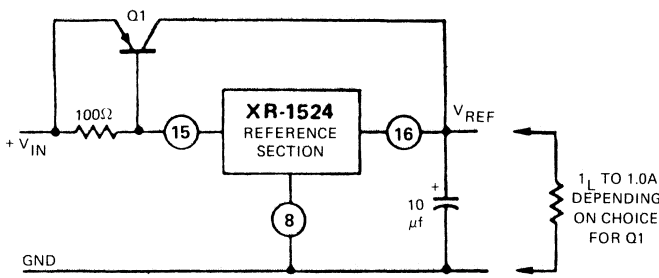 Q1
100Ω
+ VIN
15
XR-1524
REFERENCE
SECTION
16
VREF
8
+
10
µf
1L TO 1.0A
DEPENDING
ON CHOICE
FOR Q1
GND